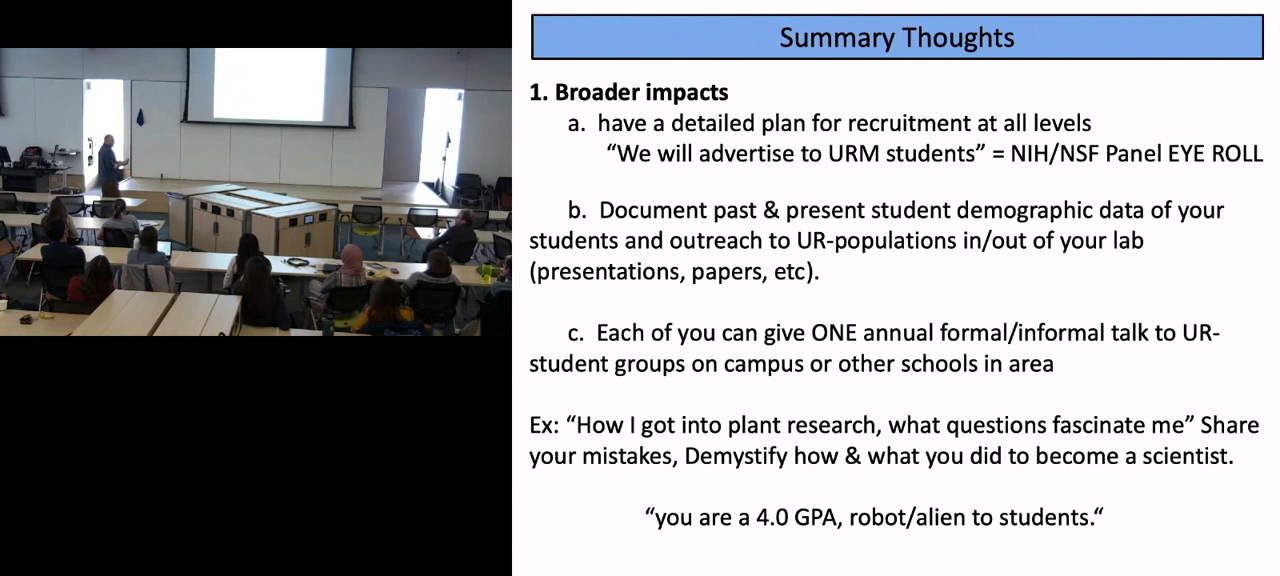 Summary Thoughts
1. Broader impacts
a. have a detailed plan for recruitment at all levels
“We will advertise to URM students” = NIH/NSF Panel EYE ROLL
b. Document past & present student demographic data of your
students and outreach to UR-populations in/out of your lab
(presentations, papers, etc).
c. Each of you can give ONE annual formal/informal talk to UR-
student groups on campus or other schools in area
Ex: “How I got into plant research, what questions fascinate me” Share
your mistakes, Demystify how & what you did to become a scientist.
“you are a 4.0 GPA, robot/alien to students.“